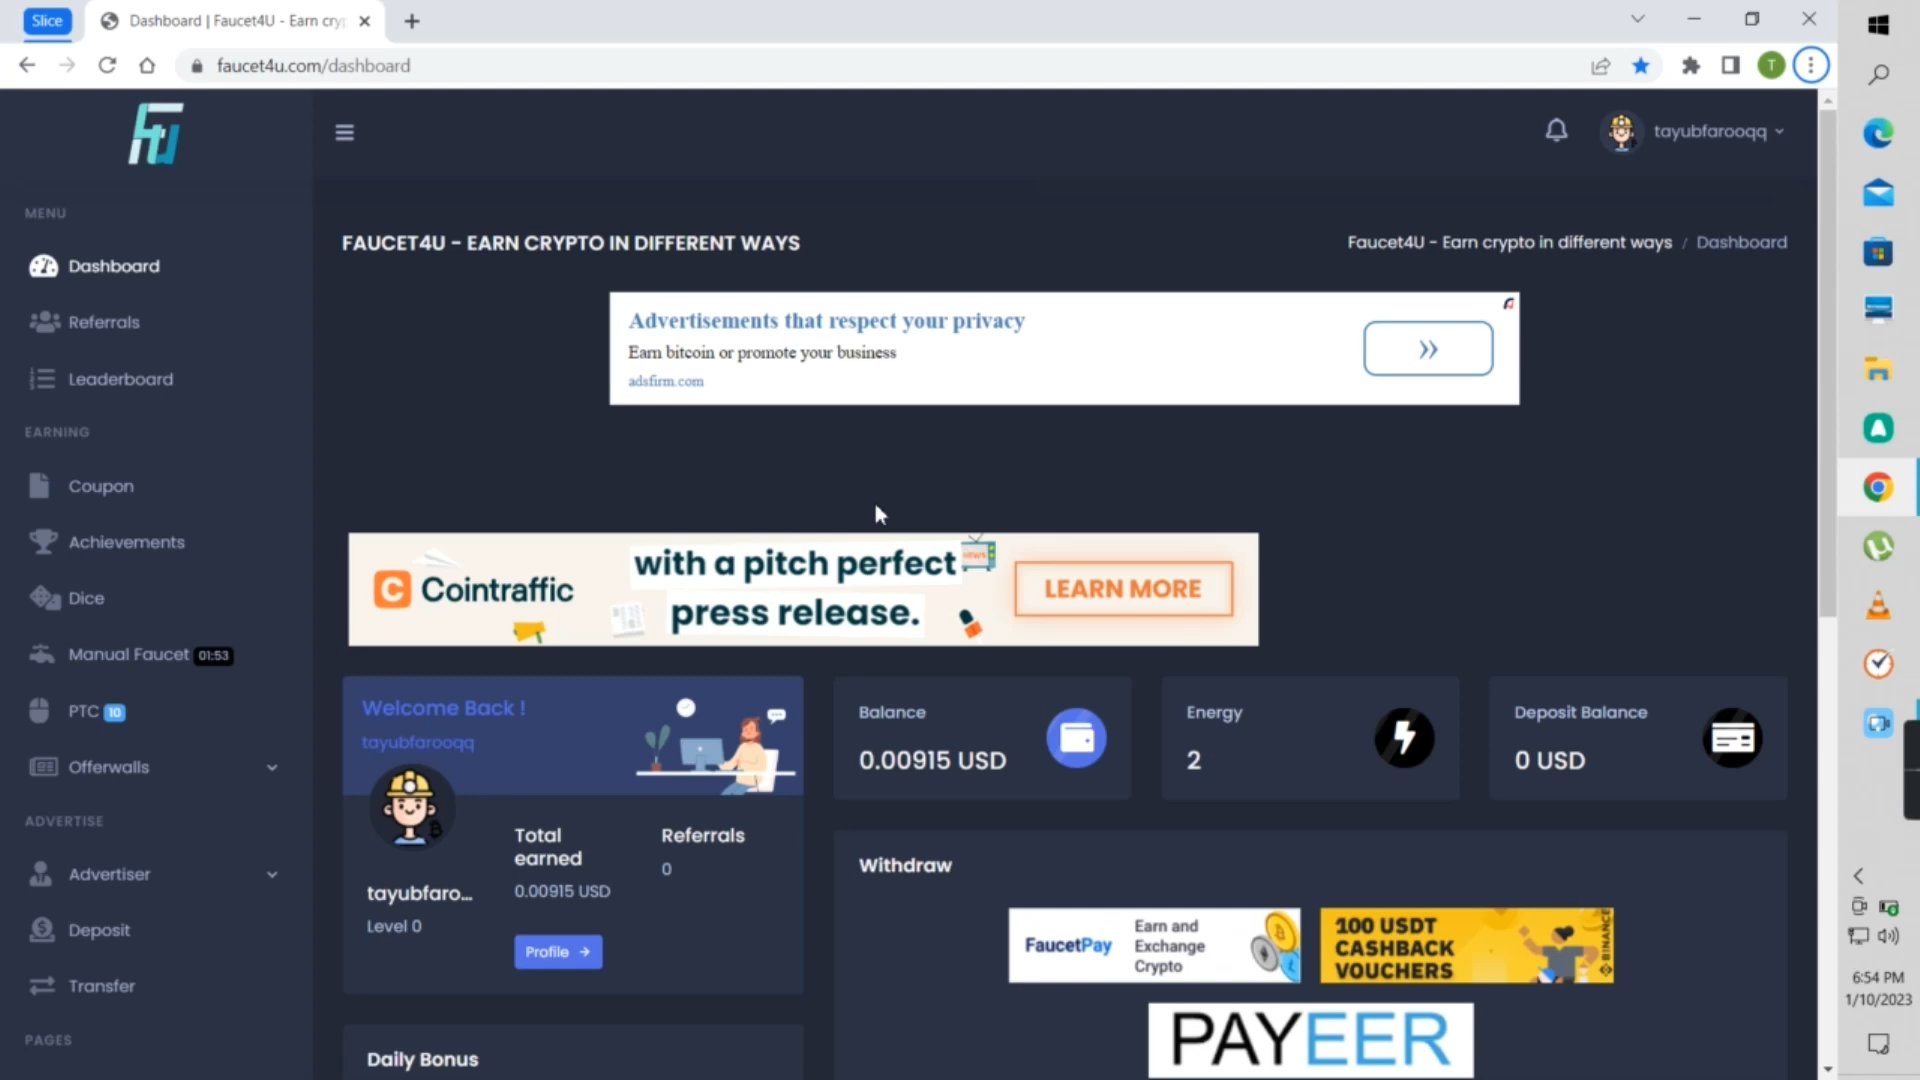 Slice
Dashboard | Faucet4U - Earn cryp
faucet4u.com/dashboard
T
tayubfarooqq
MENU
Dashboard
Referrals
Leaderboard
EARNING
Coupon
Achievements
Dice
Manual Faucet 01:53
PTC 10
Offerwalls
ADVERTISE
Advertiser
Deposit
Transfer
PAGES
FAUCET4U - EARN CRYPTO IN DIFFERENT WAYS
Faucet4U - Earn crypto in different ways / Dashboard
Advertisements that respect your privacy
Earn bitcoin or promote your business
adsfirm.com
Cointraffic
with a pitch perfect
press release.
NEWS
LEARN MORE
Welcome Back !
tayubfarooqq
tayubfaro...
Level 0
Total
earned
0.00915 USD
Referrals
0
Profile
Daily Bonus
Balance
0.00915 USD
Energy
2
Deposit Balance
0 USD
Withdraw
FaucetPay
Earn and
Exchange
Crypto
100 USDT
CASHBACK
VOUCHERS
BINANCE
PAYEER
6:54 PM
1/10/2023